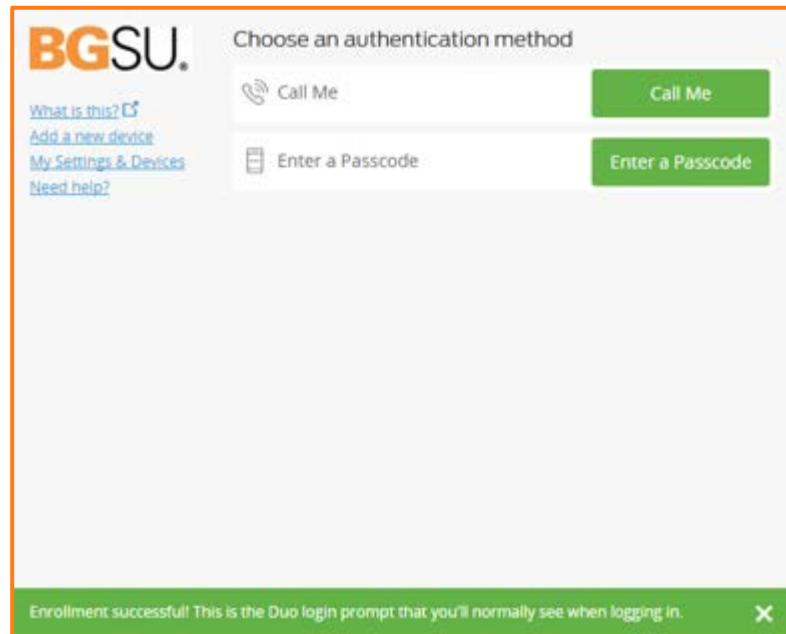 BGSU®
What is this?
Add a new device
My Settings & Devices
Need help?
Choose an authentication method
Call Me Call Me
Enter a Passcode Enter a Passcode
Enrollment successful! This is the Duo login prompt that you'll normally see when logging in.